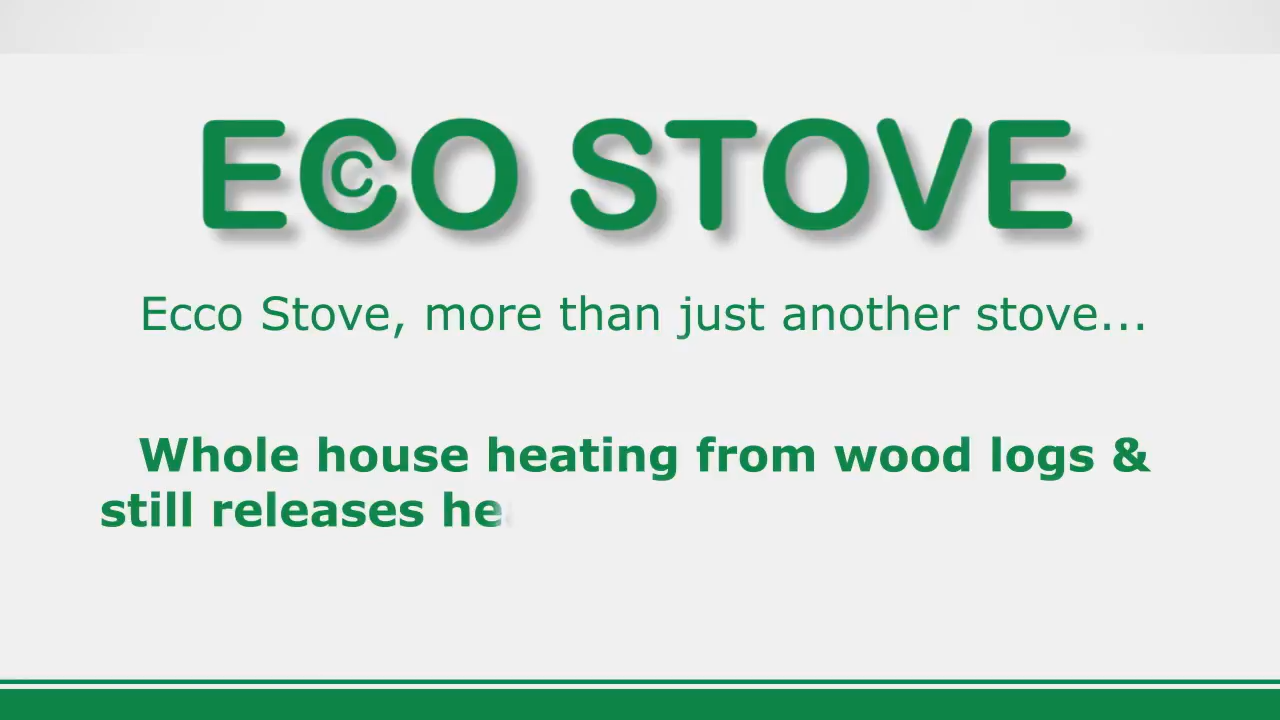 ECCO STOVE
Ecco Stove, more than just another stove...
Whole house heating from wood logs &
still releases